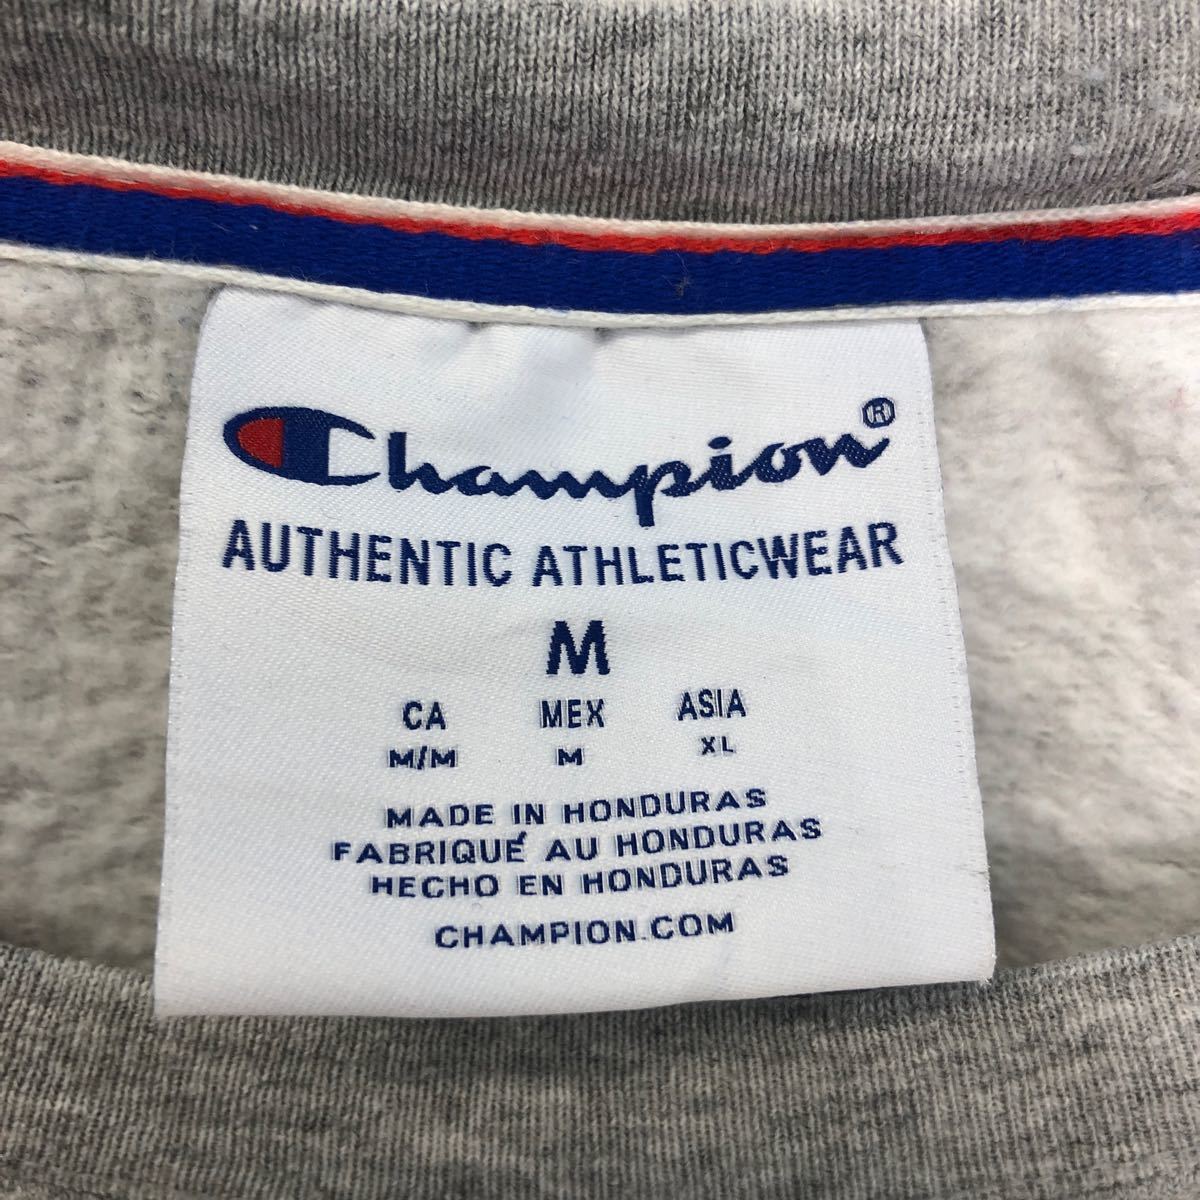 Champion®
AUTHENTIC ATHLETICWEAR
M
CA MEX ASIA
M/M M XL
MADE IN HONDURAS
FABRIQUÉ AU HONDURAS
HECHO EN HONDURAS
CHAMPION.COM